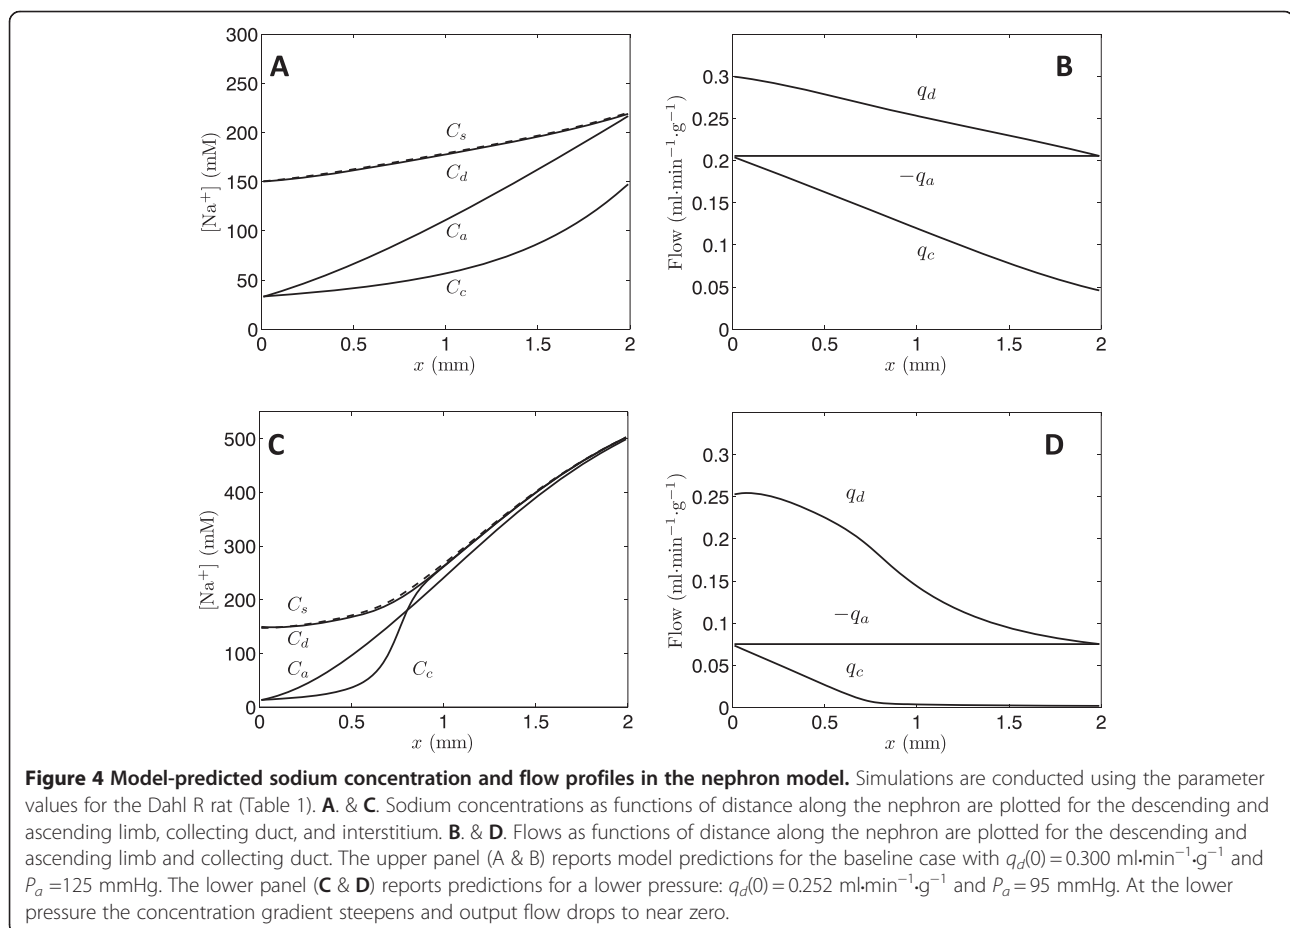 A
300
250
200
150
100
50
0
[Na⁺] (mM)
C_s
C_d
C_a
C_c
0 0.5 1 1.5 2
x (mm)
B
0.3
0.25
0.2
0.15
0.1
0.05
0
Flow (ml·min⁻¹·g⁻¹)
q_d
−q_a
q_c
0 0.5 1 1.5 2
x (mm)
C
500
400
300
200
100
0
[Na⁺] (mM)
C_s
C_d
C_a
C_c
0 0.5 1 1.5 2
x (mm)
D
0.3
0.25
0.2
0.15
0.1
0.05
0
Flow (ml·min⁻¹·g⁻¹)
q_d
−q_a
q_c
0 0.5 1 1.5 2
x (mm)
Figure 4 Model-predicted sodium concentration and flow profiles in the nephron model. Simulations are conducted using the parameter
values for the Dahl R rat (Table 1). A. & C. Sodium concentrations as functions of distance along the nephron are plotted for the descending and
ascending limb, collecting duct, and interstitium. B. & D. Flows as functions of distance along the nephron are plotted for the descending and
ascending limb and collecting duct. The upper panel (A & B) reports model predictions for the baseline case with q_d(0) = 0.300 ml·min⁻¹·g⁻¹ and
P_a =125 mmHg. The lower panel (C & D) reports predictions for a lower pressure: q_d(0) = 0.252 ml·min⁻¹·g⁻¹ and P_a = 95 mmHg. At the lower
pressure the concentration gradient steepens and output flow drops to near zero.